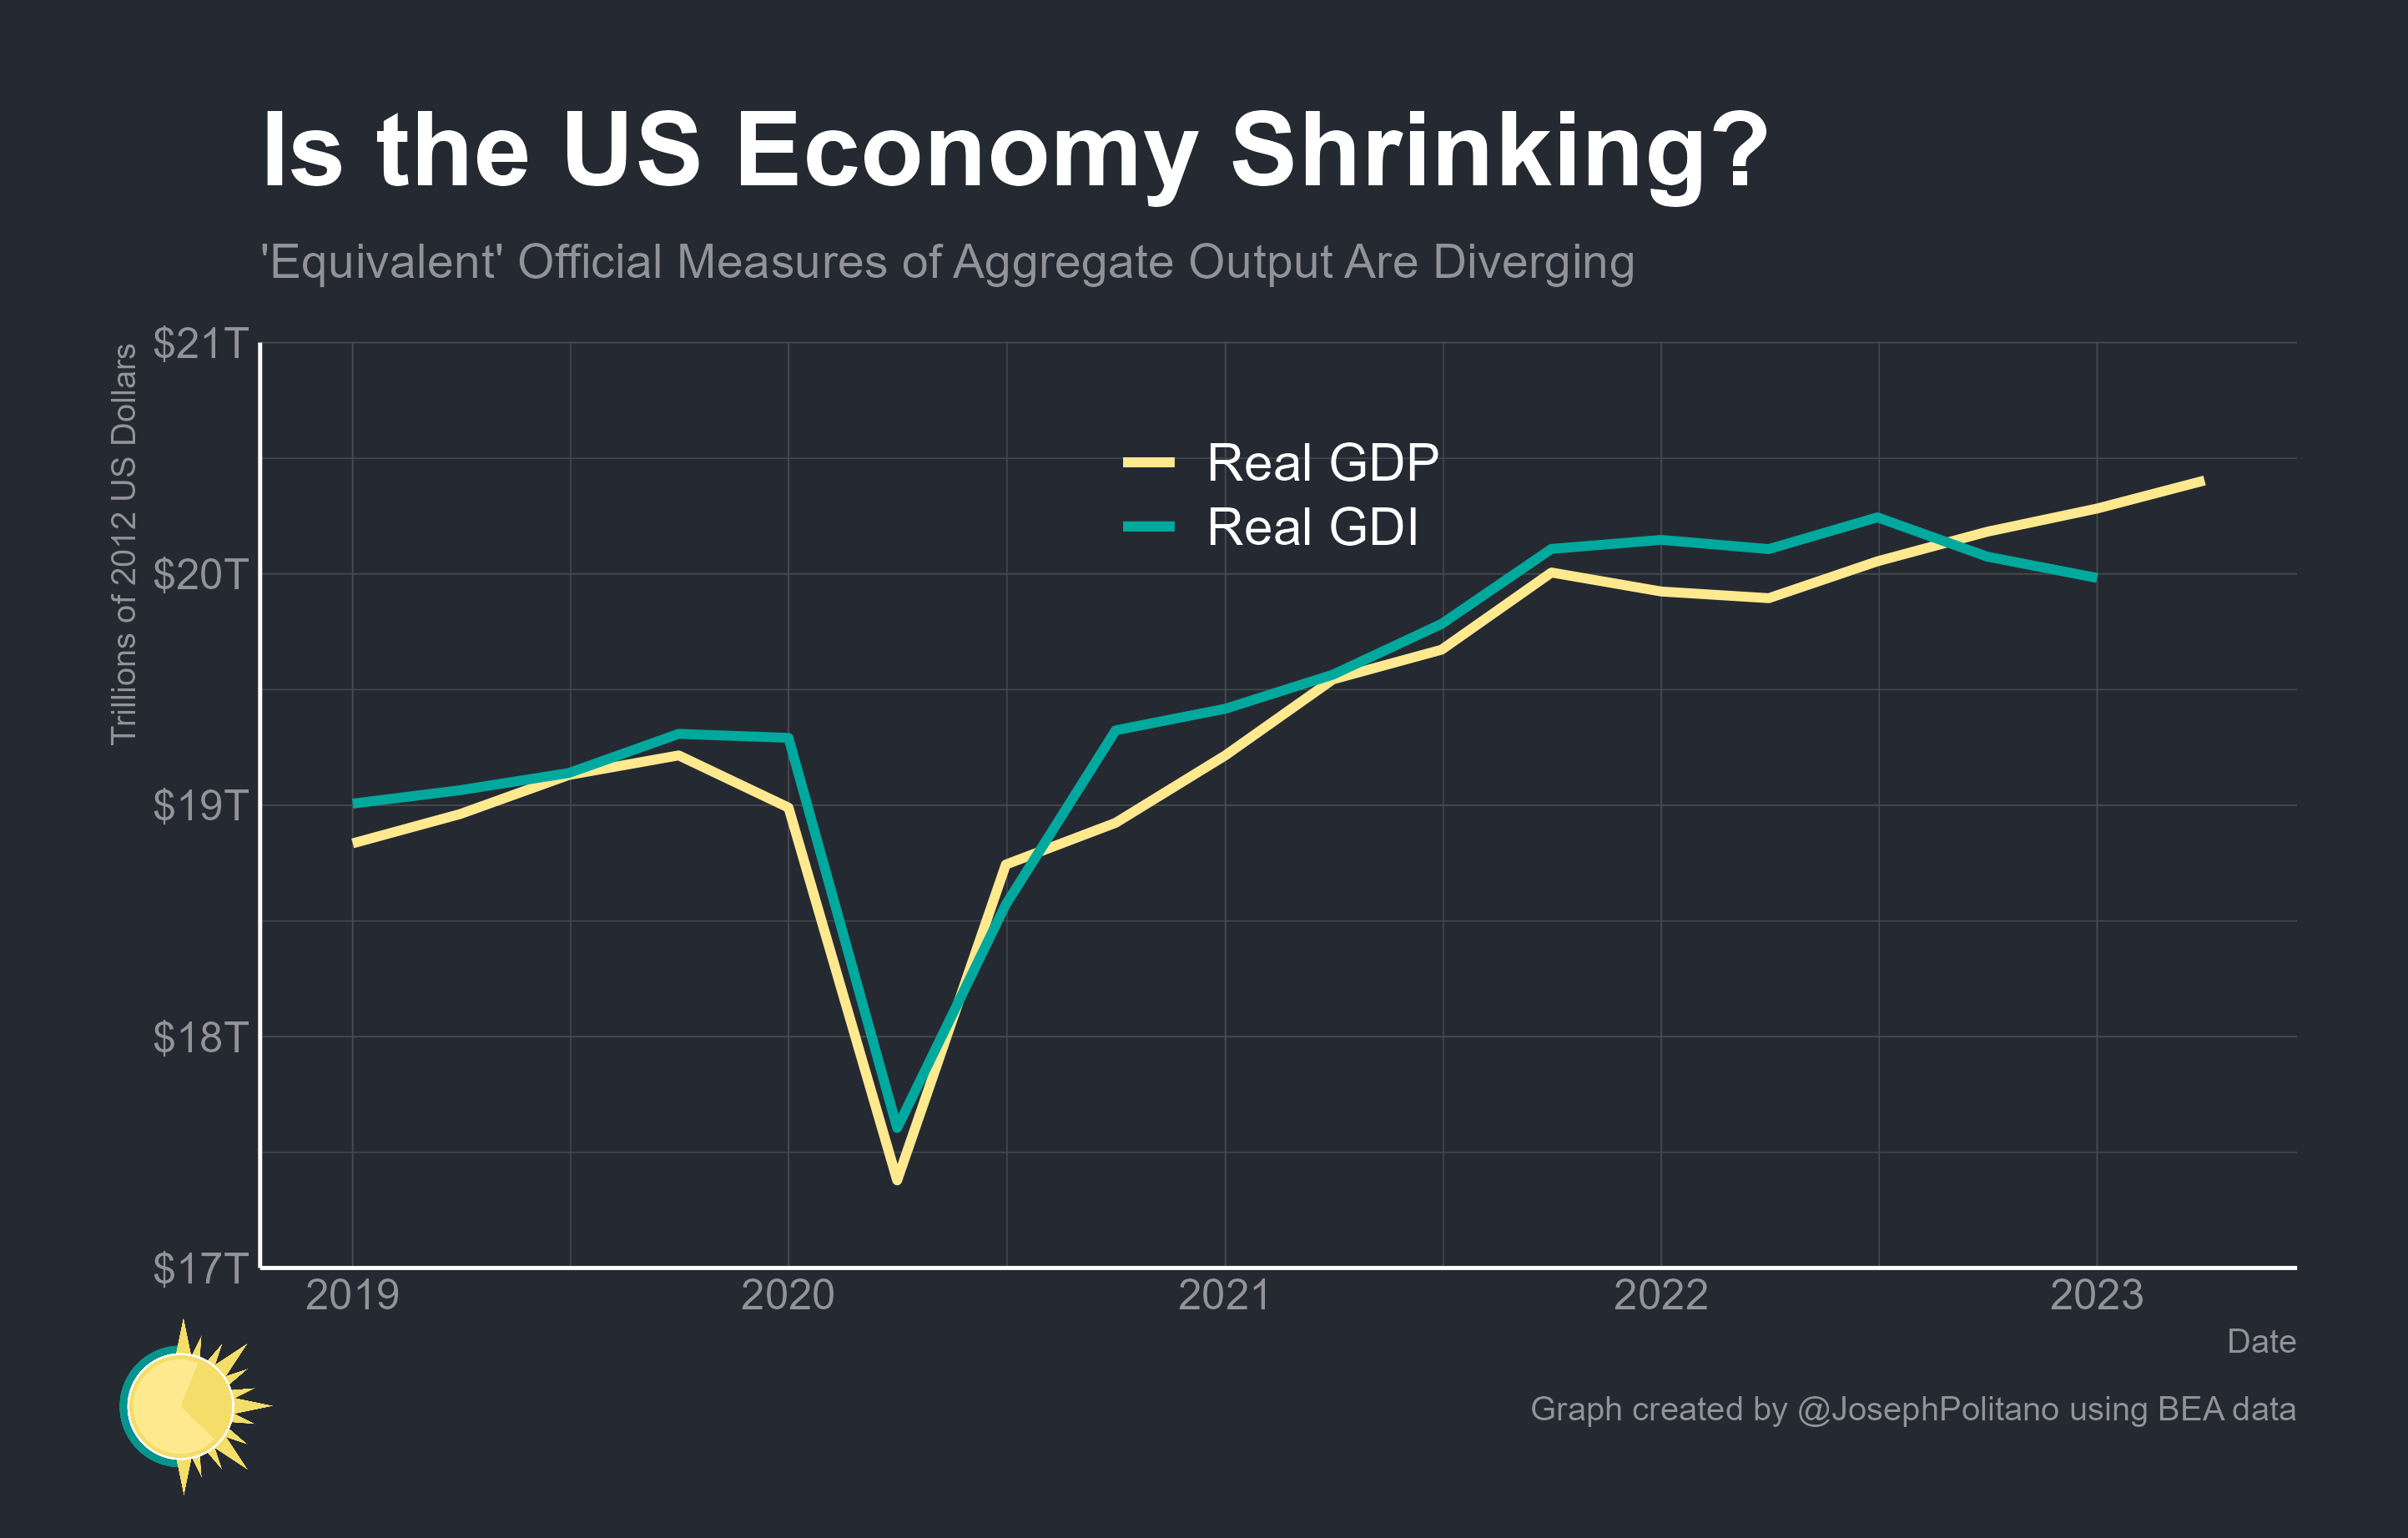 Is the US Economy Shrinking?
'Equivalent' Official Measures of Aggregate Output Are Diverging
Trillions of 2012 US Dollars
$21T
$20T
$19T
$18T
$17T
Real GDP
Real GDI
2019
2020
2021
2022
2023
Date
Graph created by @JosephPolitano using BEA data